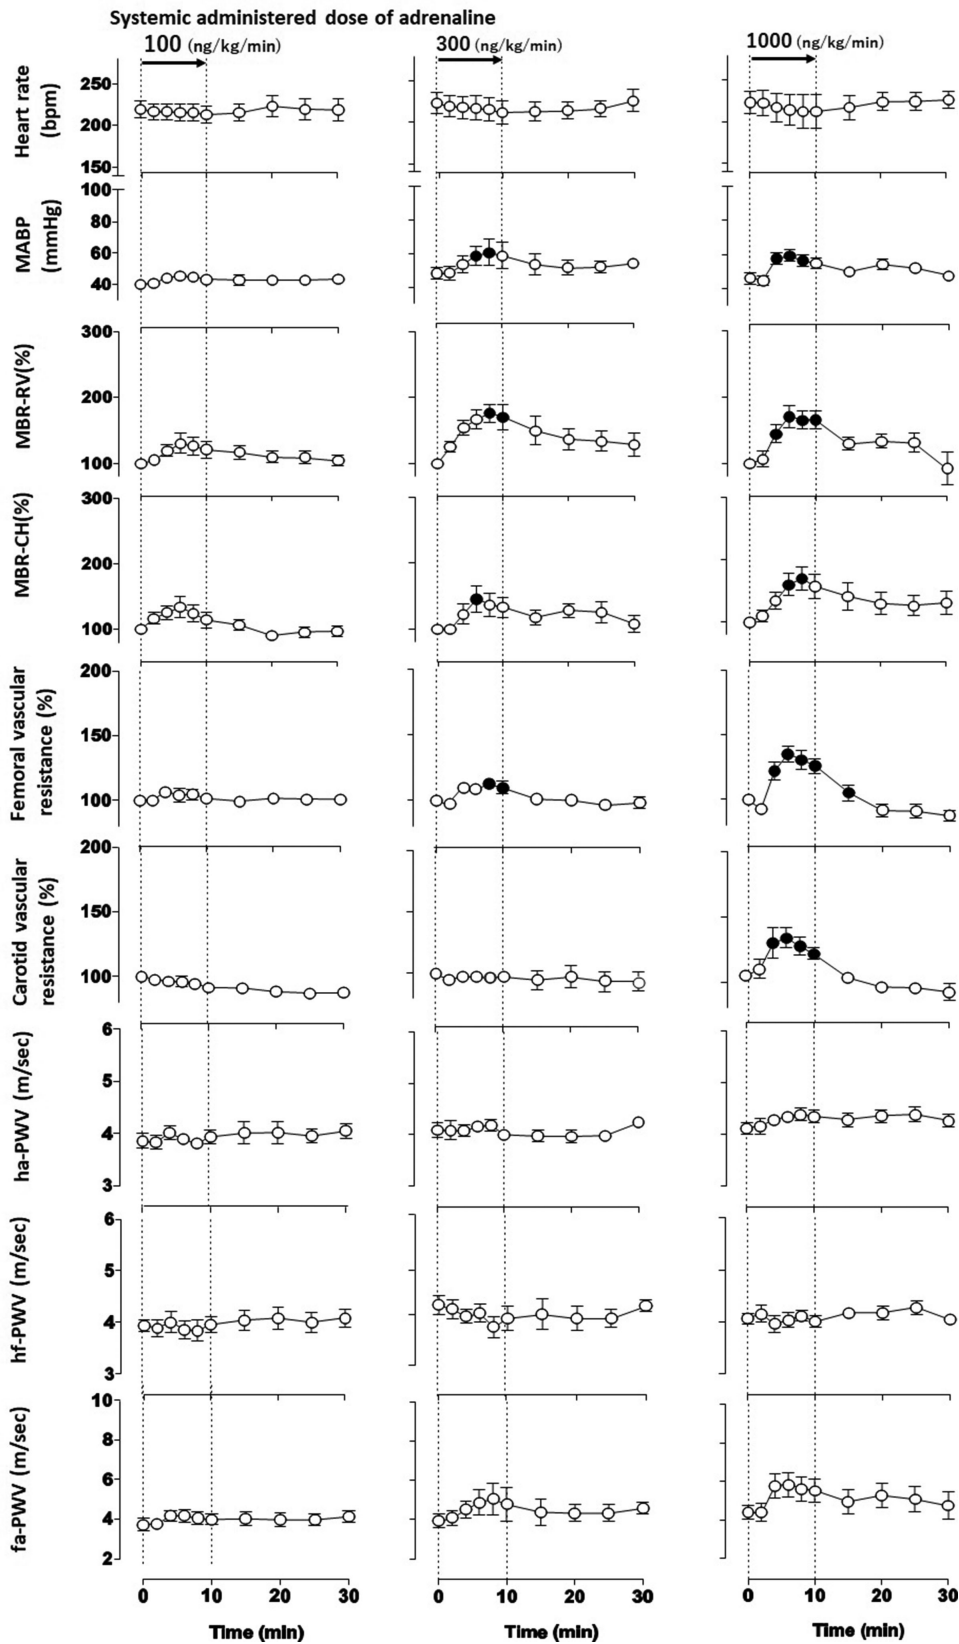 Systemic administered dose of adrenaline
100 (ng/kg/min)
300 (ng/kg/min)
1000 (ng/kg/min)
Heart rate
(bpm)
250
200
150
MABP
(mmHg)
100
80
60
40
MBR-RV(%)
300
200
100
MBR-CH(%)
300
200
100
Femoral vascular
resistance (%)
200
150
100
Carotid vascular
resistance (%)
200
150
100
ha-PWV (m/sec)
6
5
4
3
hf-PWV (m/sec)
6
5
4
3
fa-PWV (m/sec)
10
8
6
4
2
0 10 20 30
0 10 20 30
0 10 20 30
Time (min)
Time (min)
Time (min)